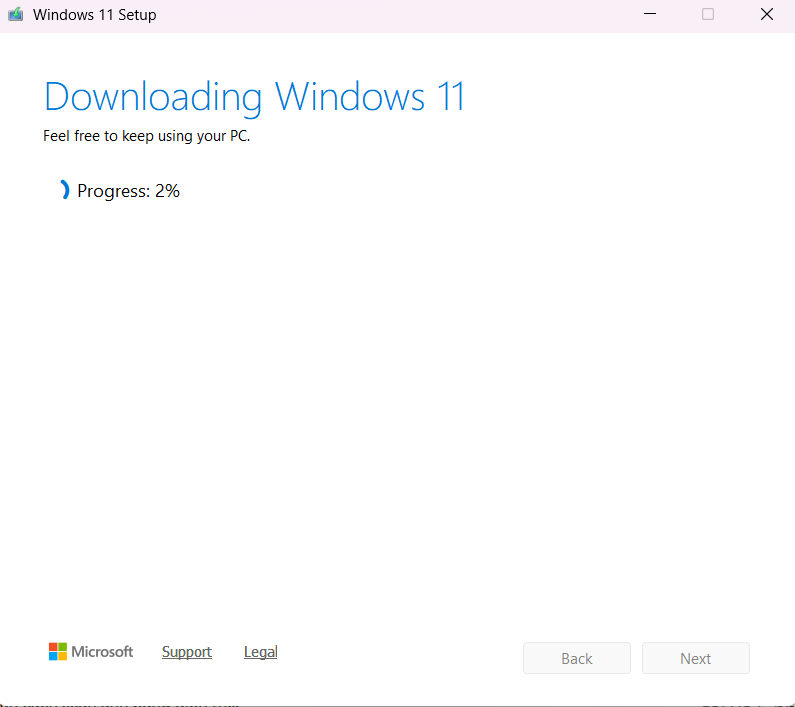 Windows 11 Setup
Downloading Windows 11
Feel free to keep using your PC.
Progress: 2%
Microsoft Support Legal Back Next